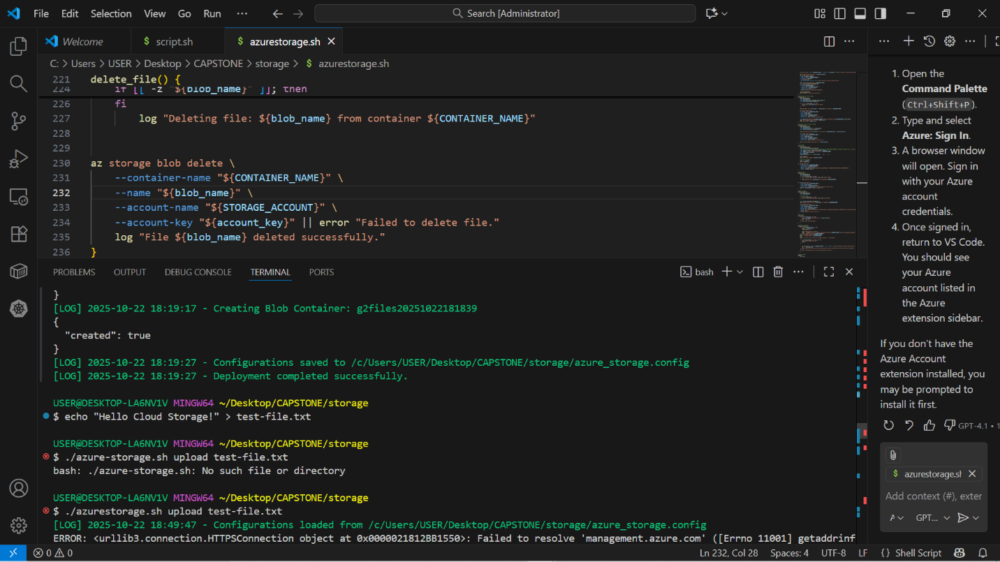 File Edit Selection View Go Run ··· Search [Administrator]
Welcome $ script.sh $ azurestorage.sh
C: > Users > USER > Desktop > CAPSTONE > storage > $ azurestorage.sh
221 delete_file() {
224 if [[ -z "${blob_name}" ]]; then
226 fi
227 log "Deleting file: ${blob_name} from container ${CONTAINER_NAME}"
228
229
230 az storage blob delete \
231 --container-name "${CONTAINER_NAME}" \
232 --name "${blob_name}" \
233 --account-name "${STORAGE_ACCOUNT}" \
234 --account-key "${account_key}" || error "Failed to delete file."
235 log "File ${blob_name} deleted successfully."
236 }
PROBLEMS OUTPUT DEBUG CONSOLE TERMINAL PORTS bash
}
[LOG] 2025-10-22 18:19:17 - Creating Blob Container: g2files20251022181839
{
"created": true
}
[LOG] 2025-10-22 18:19:27 - Configurations saved to /c/Users/USER/Desktop/CAPSTONE/storage/azure_storage.config
[LOG] 2025-10-22 18:19:27 - Deployment completed successfully.
USER@DESKTOP-LA6NV1V MINGW64 ~/Desktop/CAPSTONE/storage
$ echo "Hello Cloud Storage!" > test-file.txt
USER@DESKTOP-LA6NV1V MINGW64 ~/Desktop/CAPSTONE/storage
$ ./azure-storage.sh upload test-file.txt
bash: ./azure-storage.sh: No such file or directory
USER@DESKTOP-LA6NV1V MINGW64 ~/Desktop/CAPSTONE/storage
$ ./azurestorage.sh upload test-file.txt
[LOG] 2025-10-22 18:49:47 - Configurations loaded from /c/Users/USER/Desktop/CAPSTONE/storage/azure_storage.config
ERROR: <urllib3.connection.HTTPSConnection object at 0x0000021812BB1550>: Failed to resolve 'management.azure.com' ([Errno 11001] getaddrinf
1. Open the
Command Palette
(Ctrl+Shift+P).
2. Type and select
Azure: Sign In.
3. A browser window
will open. Sign in
with your Azure
account
credentials.
4. Once signed in,
return to VS Code.
You should see
your Azure
account listed in
the Azure
extension sidebar.
If you don't have the
Azure Account
extension installed, you
may be prompted to
install it first.
GPT-4.1 • 1
$ azurestorage.sh
Add context (#), exter
A GPT...
0 0 Ln 232, Col 28 Spaces: 4 UTF-8 LF {} Shell Script